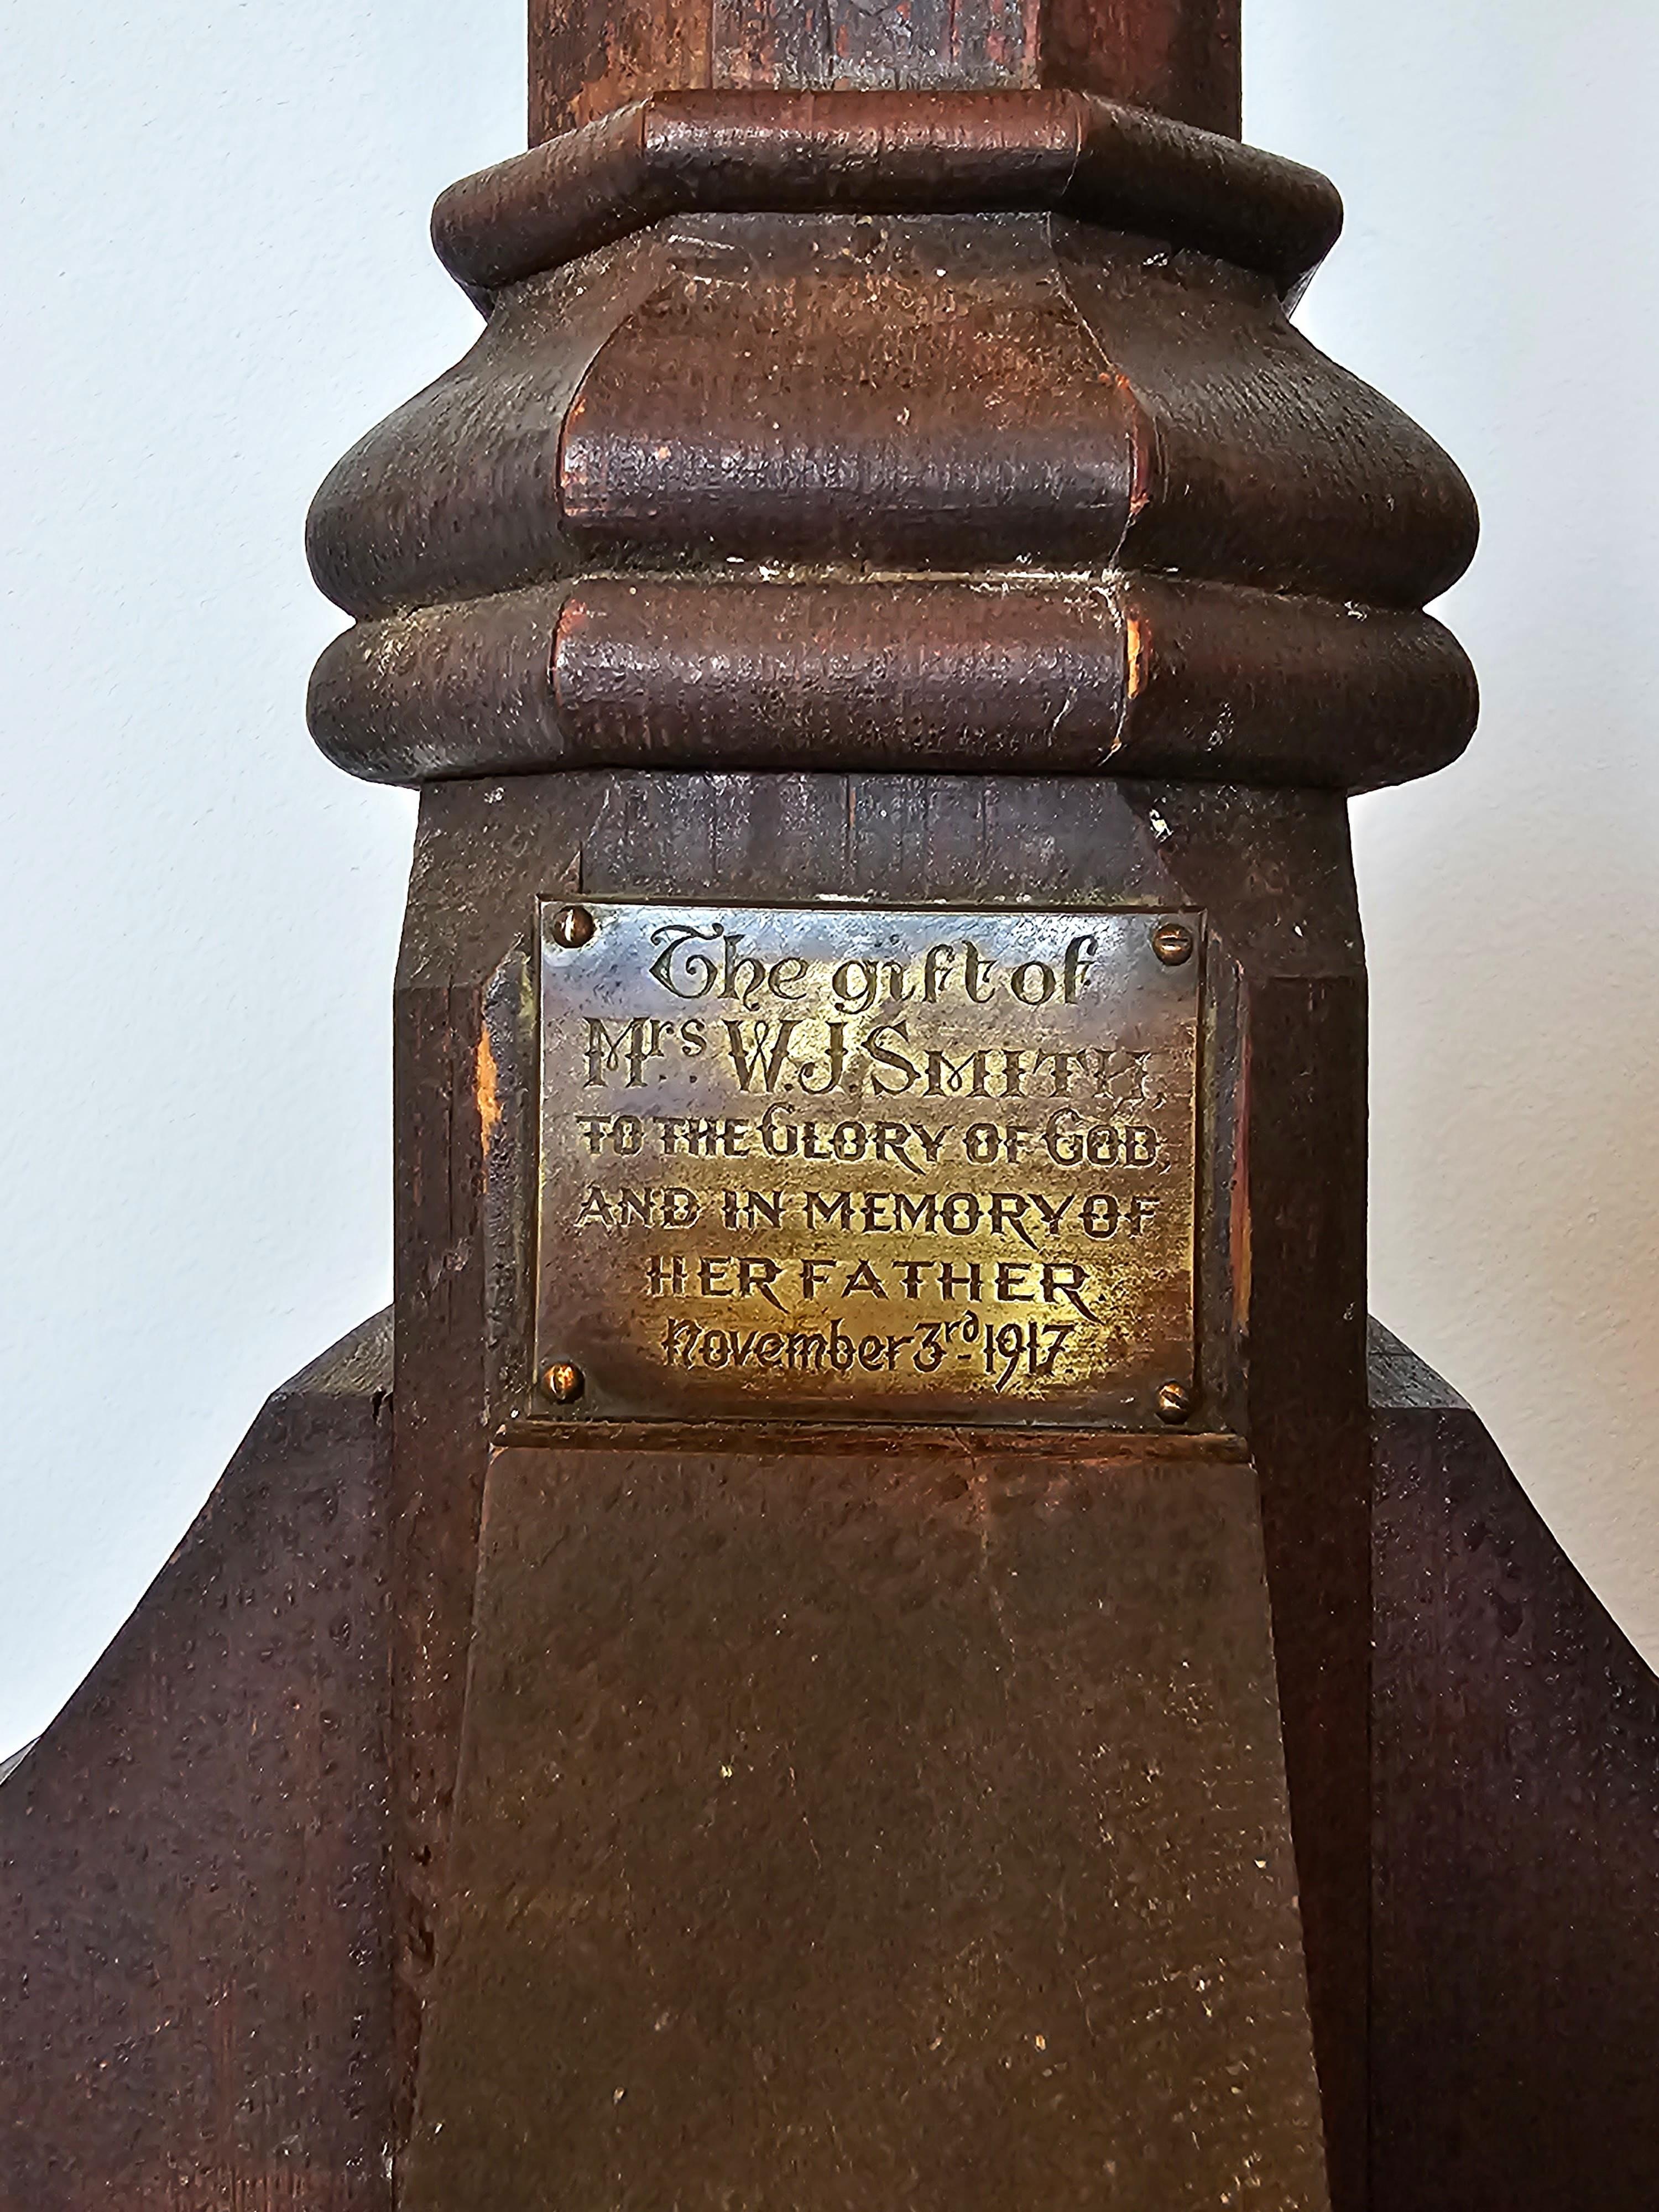 The gift of
Mrs. W.J. SMITH,
TO THE GLORY OF GOD,
AND IN MEMORY OF
HER FATHER.
November 3rd 1917.